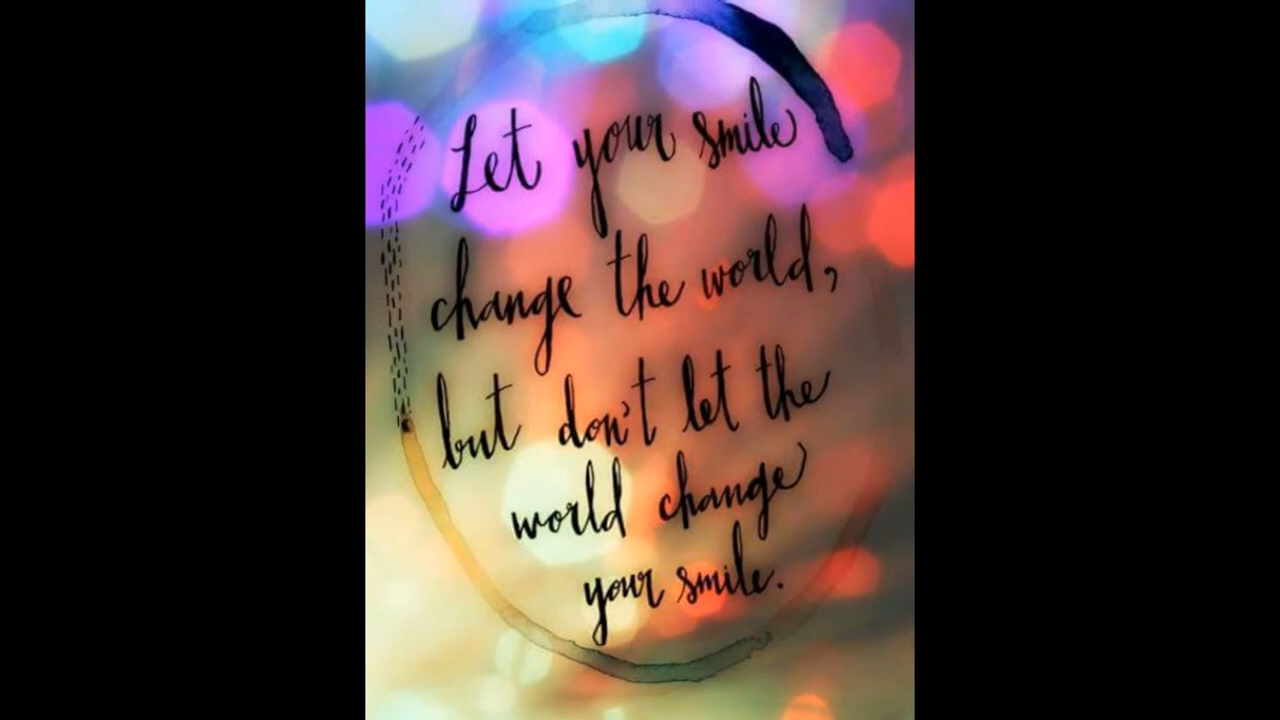 Let your smile
change the world,
but don't let the
world change
your smile.